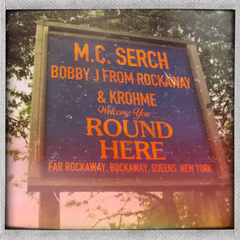 M.C. SERCH
BOBBY J FROM ROCKAWAY
& KROHME
Welcome You...
ROUND
HERE
FAR ROCKAWAY, ROCKAWAY, QUEENS, NEW YORK